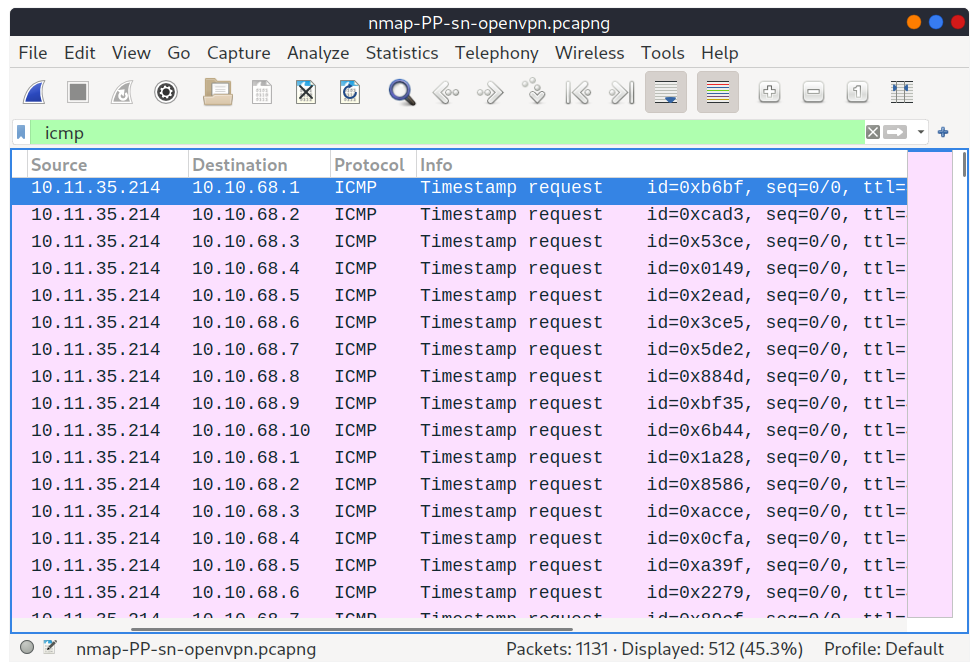 nmap-PP-sn-openvpn.pcapng
File Edit View Go Capture Analyze Statistics Telephony Wireless Tools Help
icmp
Source Destination Protocol Info
10.11.35.214 10.10.68.1 ICMP Timestamp request id=0xb6bf, seq=0/0, ttl=
10.11.35.214 10.10.68.2 ICMP Timestamp request id=0xcad3, seq=0/0, ttl=
10.11.35.214 10.10.68.3 ICMP Timestamp request id=0x53ce, seq=0/0, ttl=
10.11.35.214 10.10.68.4 ICMP Timestamp request id=0x0149, seq=0/0, ttl=
10.11.35.214 10.10.68.5 ICMP Timestamp request id=0x2ead, seq=0/0, ttl=
10.11.35.214 10.10.68.6 ICMP Timestamp request id=0x3ce5, seq=0/0, ttl=
10.11.35.214 10.10.68.7 ICMP Timestamp request id=0x5de2, seq=0/0, ttl=
10.11.35.214 10.10.68.8 ICMP Timestamp request id=0x884d, seq=0/0, ttl=
10.11.35.214 10.10.68.9 ICMP Timestamp request id=0xbf35, seq=0/0, ttl=
10.11.35.214 10.10.68.10 ICMP Timestamp request id=0x6b44, seq=0/0, ttl=
10.11.35.214 10.10.68.1 ICMP Timestamp request id=0x1a28, seq=0/0, ttl=
10.11.35.214 10.10.68.2 ICMP Timestamp request id=0x8586, seq=0/0, ttl=
10.11.35.214 10.10.68.3 ICMP Timestamp request id=0xacce, seq=0/0, ttl=
10.11.35.214 10.10.68.4 ICMP Timestamp request id=0x0cfa, seq=0/0, ttl=
10.11.35.214 10.10.68.5 ICMP Timestamp request id=0xa39f, seq=0/0, ttl=
10.11.35.214 10.10.68.6 ICMP Timestamp request id=0x2279, seq=0/0, ttl=
10.11.35.214 10.10.68.7 ICMP Timestamp request seq=0/0, ttl=
nmap-PP-sn-openvpn.pcapng Packets: 1131 · Displayed: 512 (45.3%) Profile: Default